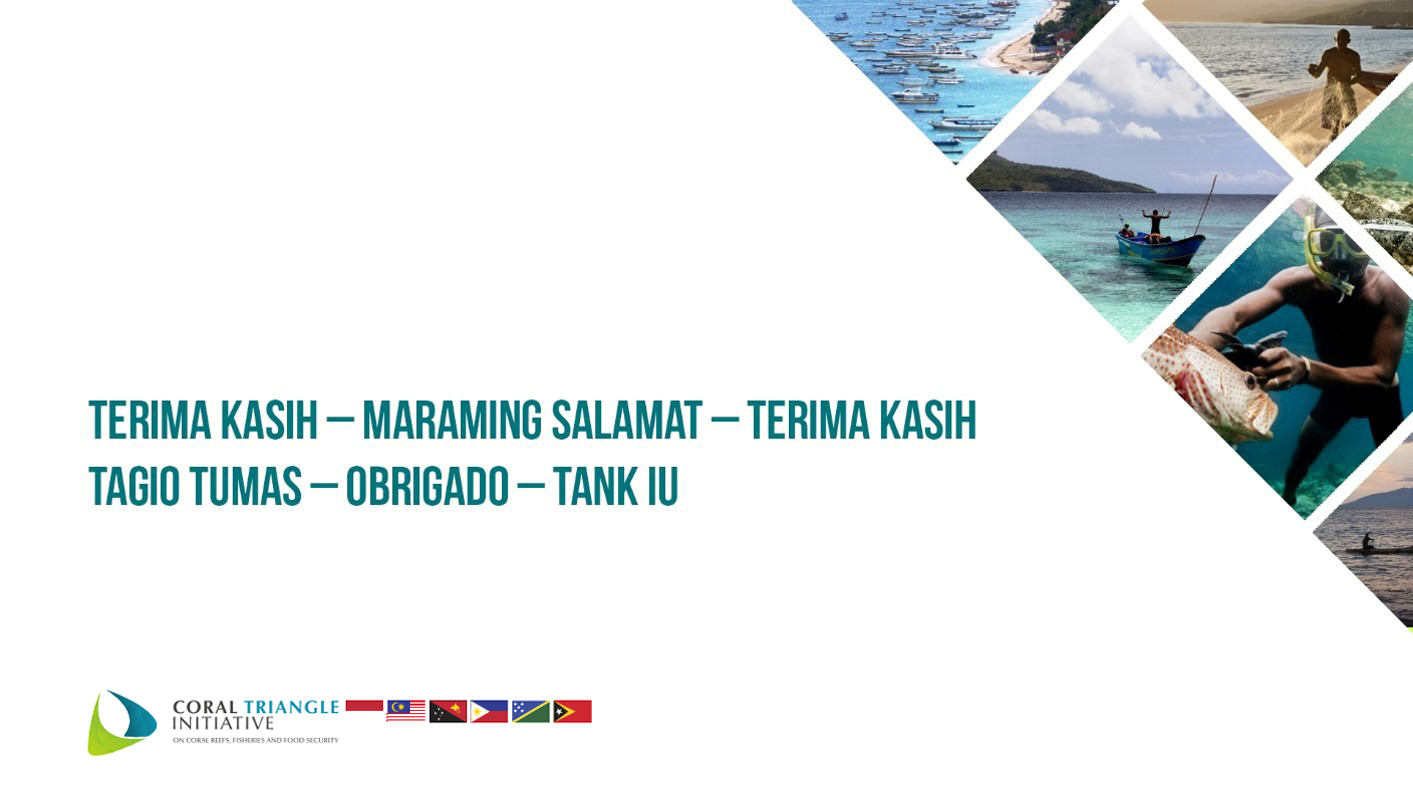 TERIMA KASIH – MARAMING SALAMAT – TERIMA KASIH
TAGIO TUMAS – OBRIGADO – TANK IU
CORAL TRIANGLE
INITIATIVE
ON CORAL REEFS, FISHERIES AND FOOD SECURITY